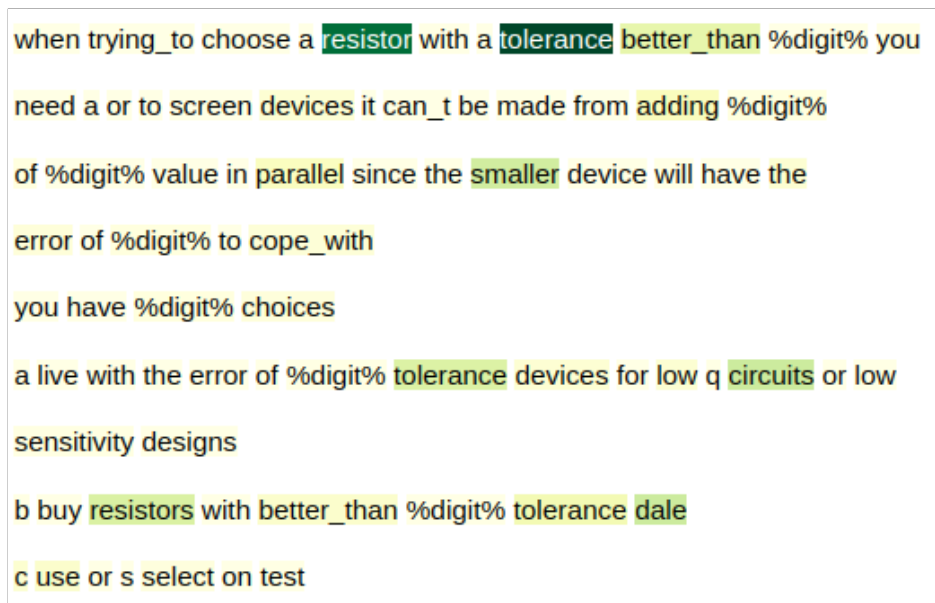 when trying_to choose a resistor with a tolerance better_than %digit% you
need a or to screen devices it can_t be made from adding %digit%
of %digit% value in parallel since the smaller device will have the
error of %digit% to cope_with
you have %digit% choices
a live with the error of %digit% tolerance devices for low q circuits or low
sensitivity designs
b buy resistors with better_than %digit% tolerance dale
c use or s select on test